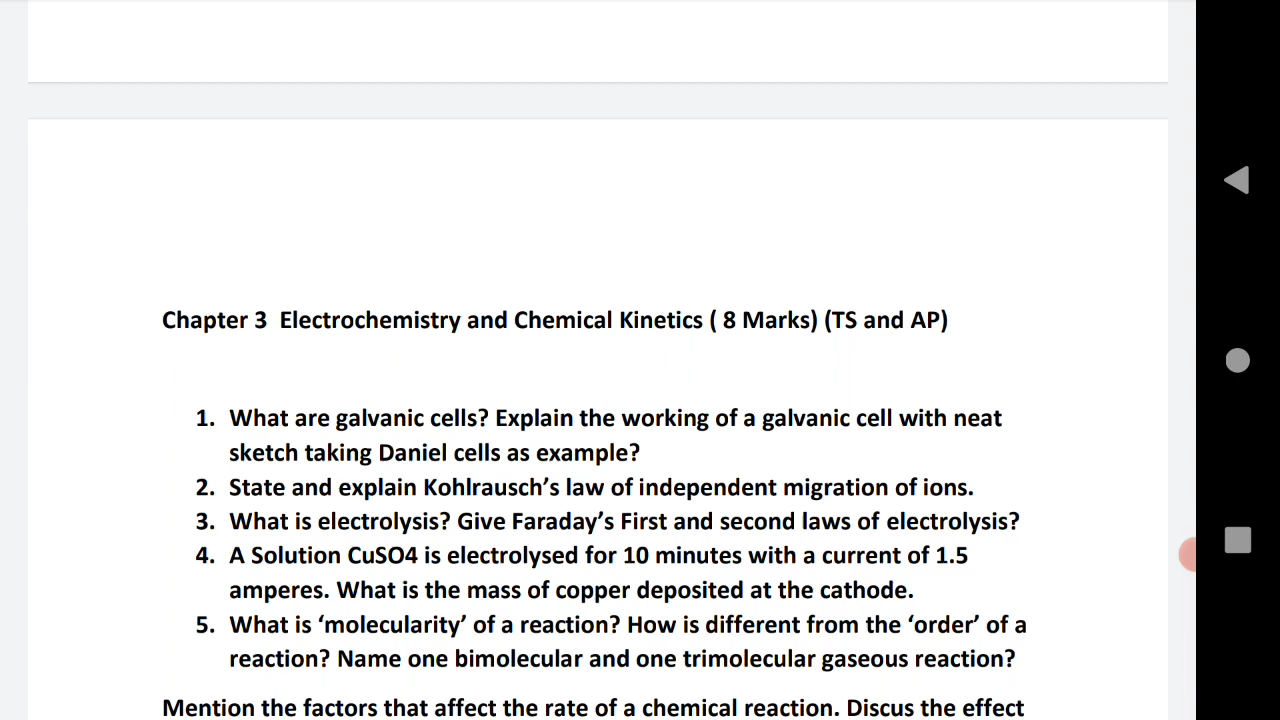 Chapter 3  Electrochemistry and Chemical Kinetics ( 8 Marks) (TS and AP)
1. What are galvanic cells? Explain the working of a galvanic cell with neat
sketch taking Daniel cells as example?
2. State and explain Kohlrausch’s law of independent migration of ions.
3. What is electrolysis? Give Faraday’s First and second laws of electrolysis?
4. A Solution CuSO4 is electrolysed for 10 minutes with a current of 1.5
amperes. What is the mass of copper deposited at the cathode.
5. What is ‘molecularity’ of a reaction? How is different from the ‘order’ of a
reaction? Name one bimolecular and one trimolecular gaseous reaction?
Mention the factors that affect the rate of a chemical reaction. Discus the effect